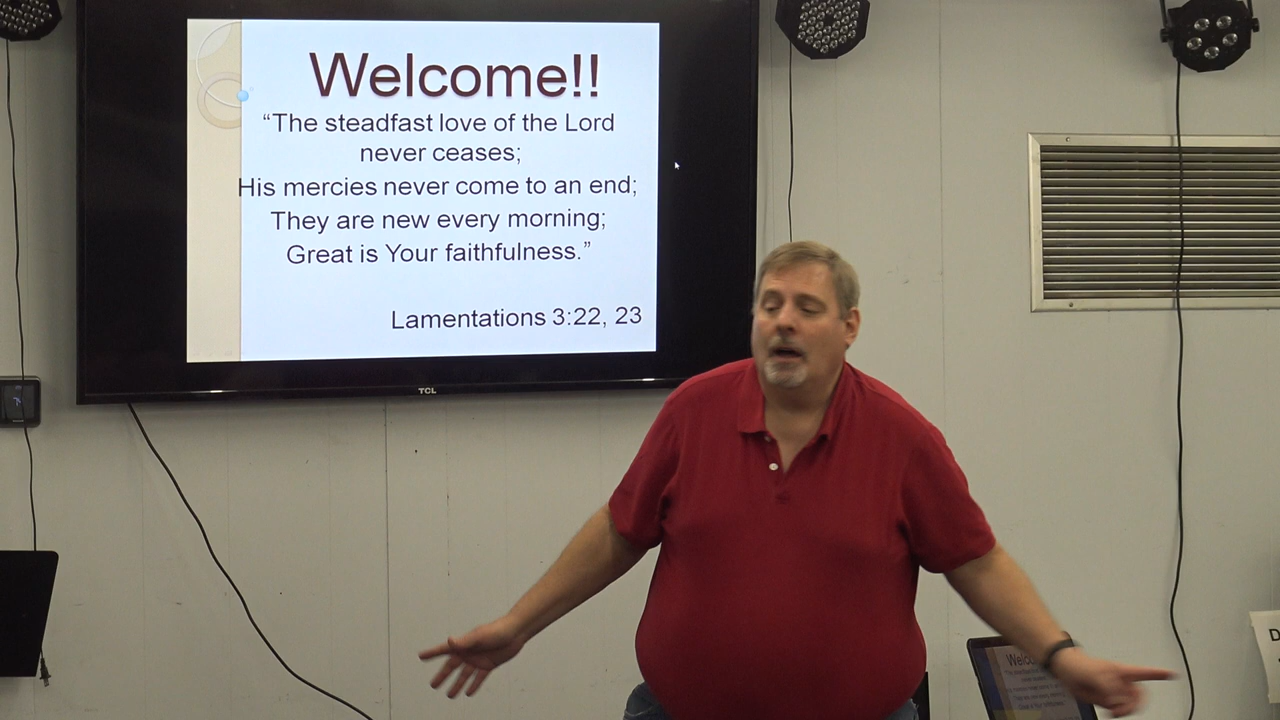 Welcome!!
“The steadfast love of the Lord
never ceases;
His mercies never come to an end;
They are new every morning;
Great is Your faithfulness.”
Lamentations 3:22, 23
TCL